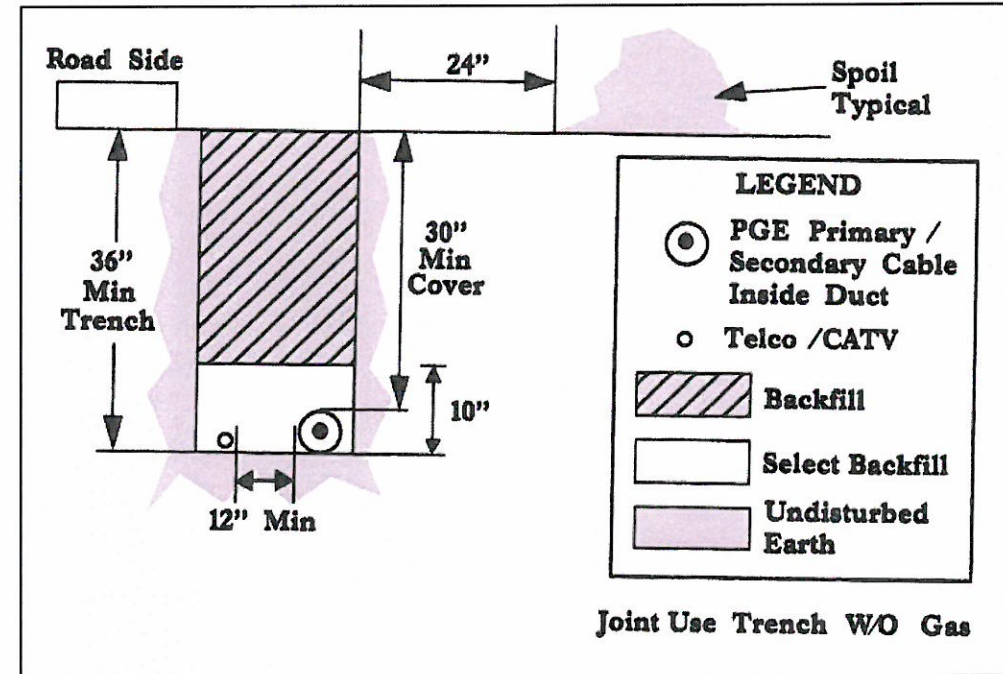 Road Side
24”
Spoil
Typical
36”
Min
Trench
30”
Min
Cover
10”
12” Min
LEGEND
PGE Primary /
Secondary Cable
Inside Duct
Telco /CATV
Backfill
Select Backfill
Undisturbed
Earth
Joint Use Trench W/O Gas